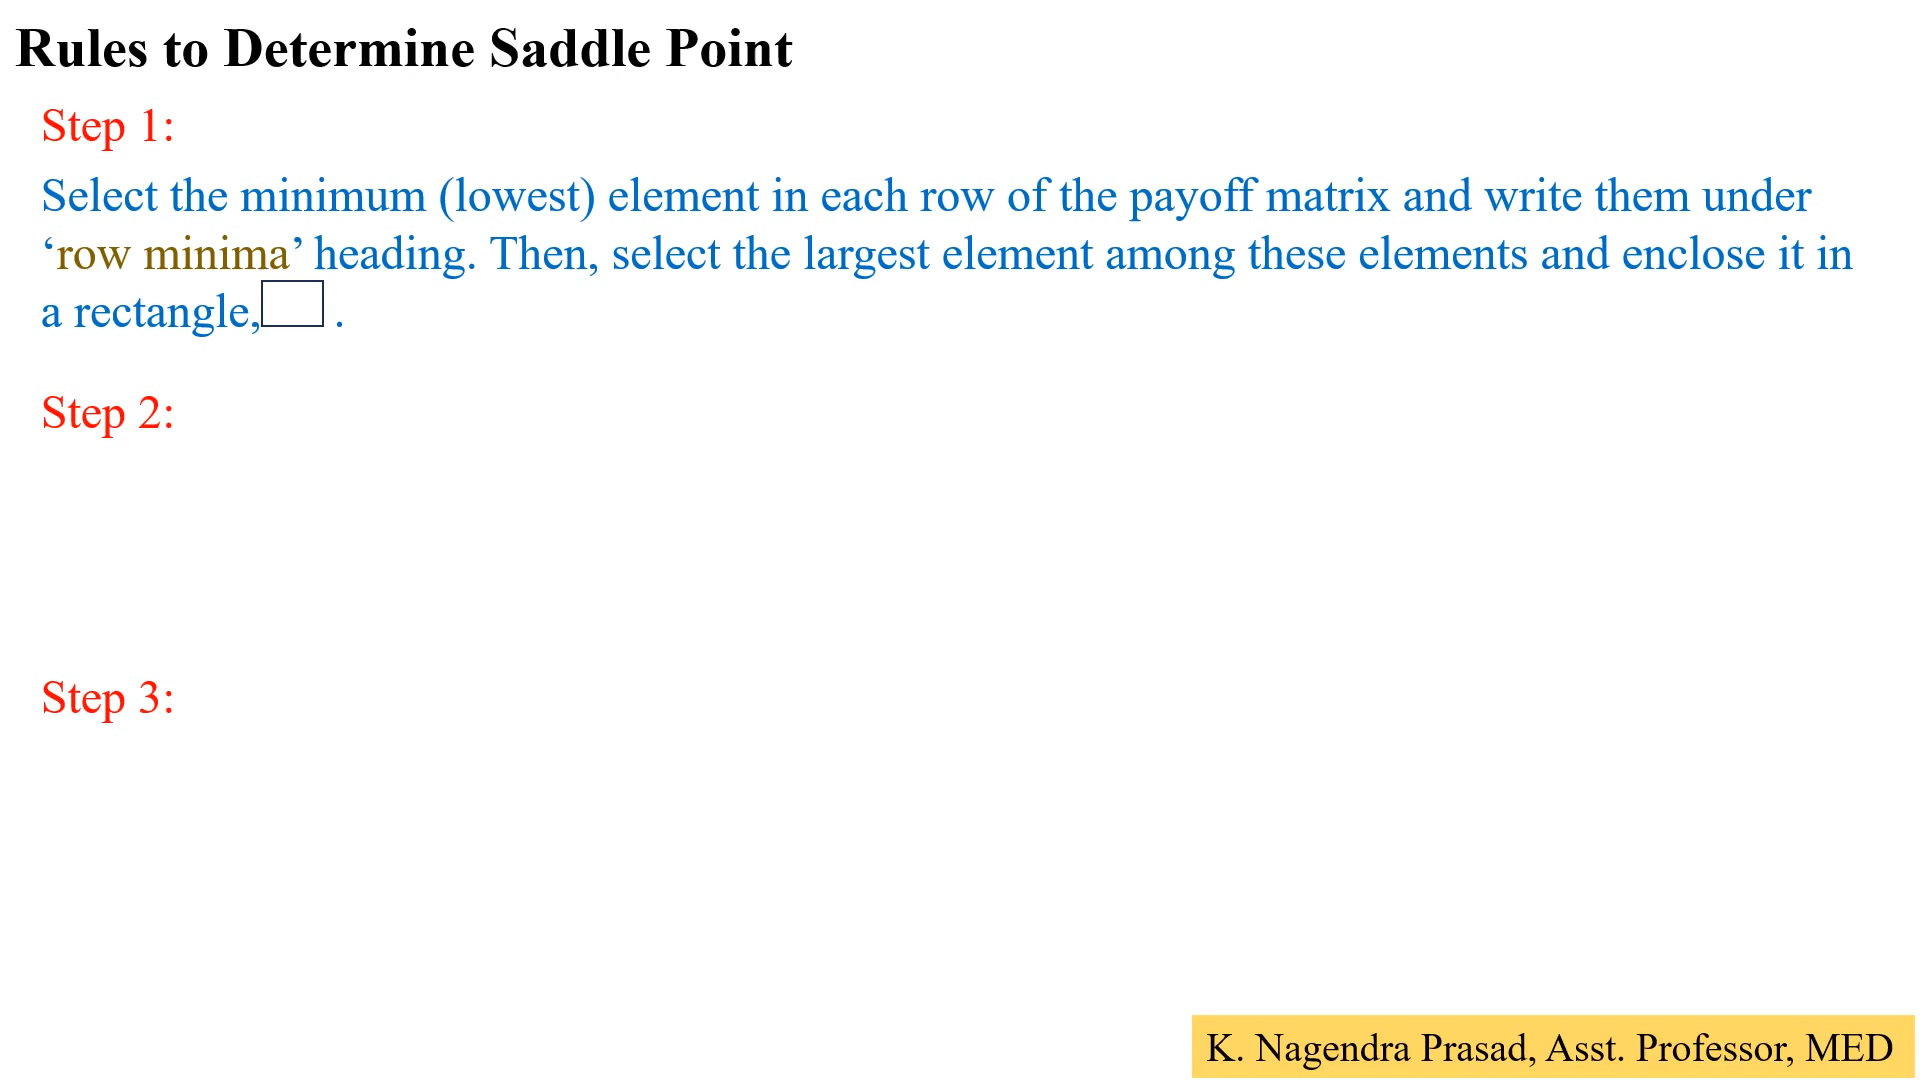 Rules to Determine Saddle Point
Step 1:
Select the minimum (lowest) element in each row of the payoff matrix and write them under
‘row minima’ heading. Then, select the largest element among these elements and enclose it in
a rectangle, .
Step 2:
Step 3:
K. Nagendra Prasad, Asst. Professor, MED